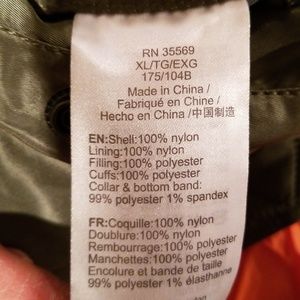 RN 35569
XL/TG/EXG
175/104B
Made in China /
Fabriqué en Chine /
Hecho en China /中国制造
EN:Shell:100% nylon
Lining:100% nylon
Filling:100% polyester
Cuffs:100% polyester
Collar & bottom band:
99% polyester 1% spandex
FR:Coquille:100% nylon
Doublure:100% nylon
Rembourrage:100% polyester
Manchettes:100% polyester
Encolure et bande de taille
99% polyester 1% élasthanne